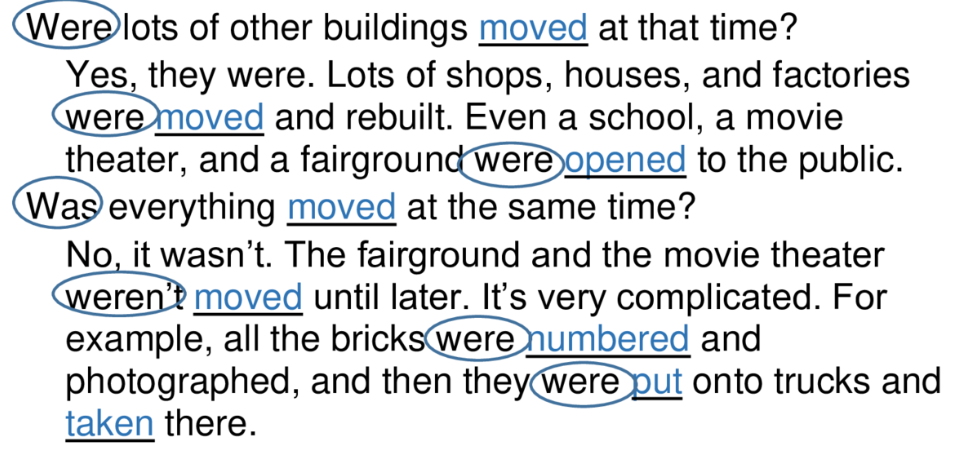 Were lots of other buildings moved at that time?
Yes, they were. Lots of shops, houses, and factories
were moved and rebuilt. Even a school, a movie
theater, and a fairground were opened to the public.
Was everything moved at the same time?
No, it wasn't. The fairground and the movie theater
weren't moved until later. It's very complicated. For
example, all the bricks were numbered and
photographed, and then they were put onto trucks and
taken there.